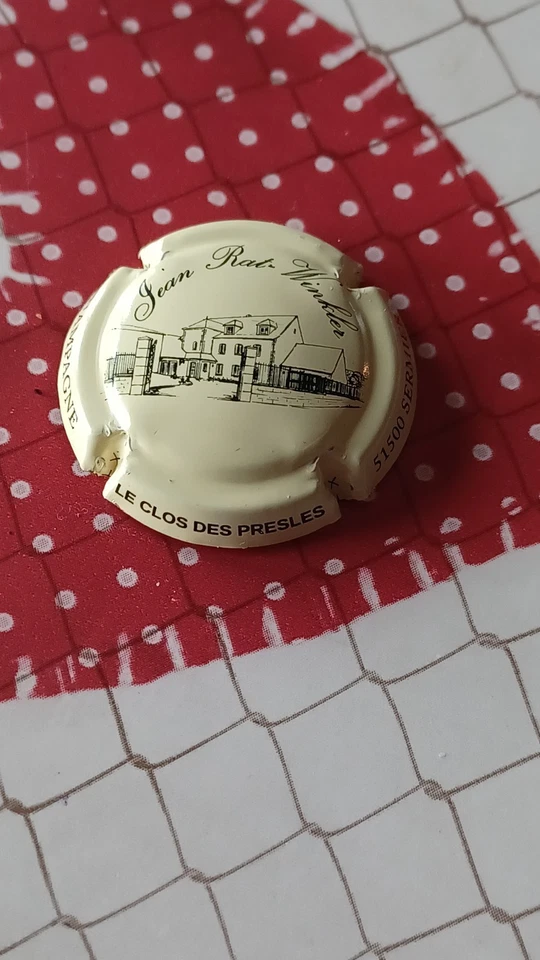 Jean Rat-Winkler
LE CLOS DES PRESLES
51500